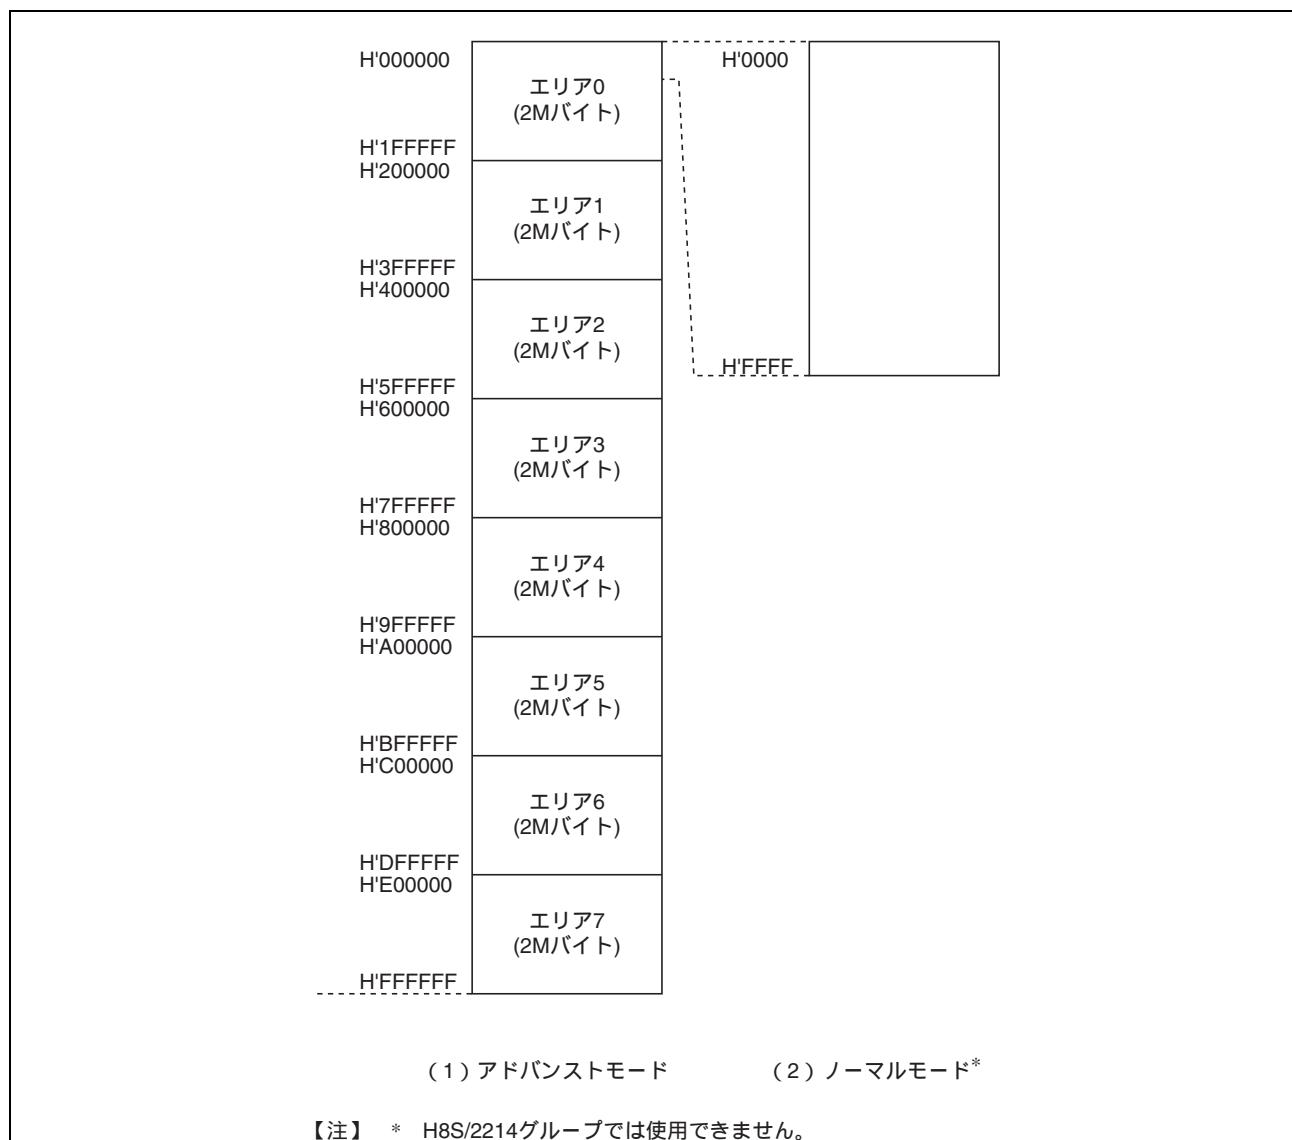 H'000000
エリア0
(2Mバイト)
H'1FFFFF
H'200000
エリア1
(2Mバイト)
H'3FFFFF
H'400000
エリア2
(2Mバイト)
H'5FFFFF
H'600000
エリア3
(2Mバイト)
H'7FFFFF
H'800000
エリア4
(2Mバイト)
H'9FFFFF
H'A00000
エリア5
(2Mバイト)
H'BFFFFF
H'C00000
エリア6
(2Mバイト)
H'DFFFFF
H'E00000
エリア7
(2Mバイト)
H'FFFFFF
H'0000
H'FFFF
（1）アドバンストモード
（2）ノーマルモード*
【注】 * H8S/2214グループでは使用できません。